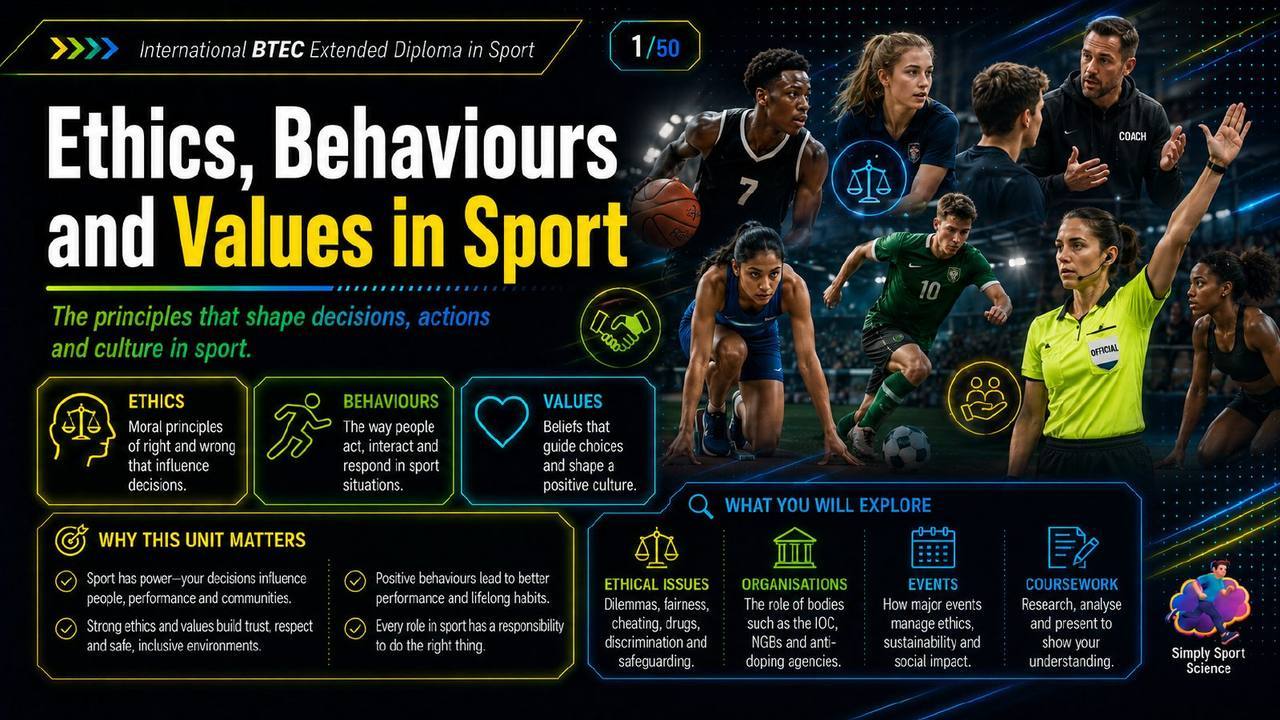 International BTEC Extended Diploma in Sport
1/50
Ethics, Behaviours
and Values in Sport
The principles that shape decisions, actions
and culture in sport.
7
COACH
10
OFFICIAL
ETHICS
Moral principles
of right and wrong
that influence
decisions.
BEHAVIOURS
The way people
act, interact and
respond in sport
situations.
VALUES
Beliefs that
guide choices
and shape a
positive culture.
WHY THIS UNIT MATTERS
Sport has power—your decisions influence
people, performance and communities.
Strong ethics and values build trust, respect
and safe, inclusive environments.
Positive behaviours lead to better
performance and lifelong habits.
Every role in sport has a responsibility
to do the right thing.
WHAT YOU WILL EXPLORE
ETHICAL ISSUES
Dilemmas, fairness,
cheating, drugs,
discrimination and
safeguarding.
ORGANISATIONS
The role of bodies
such as the IOC,
NGBs and anti-
doping agencies.
EVENTS
How major events
manage ethics,
sustainability and
social impact.
COURSEWORK
Research, analyse
and present to
show your
understanding.
Simply Sport
Science